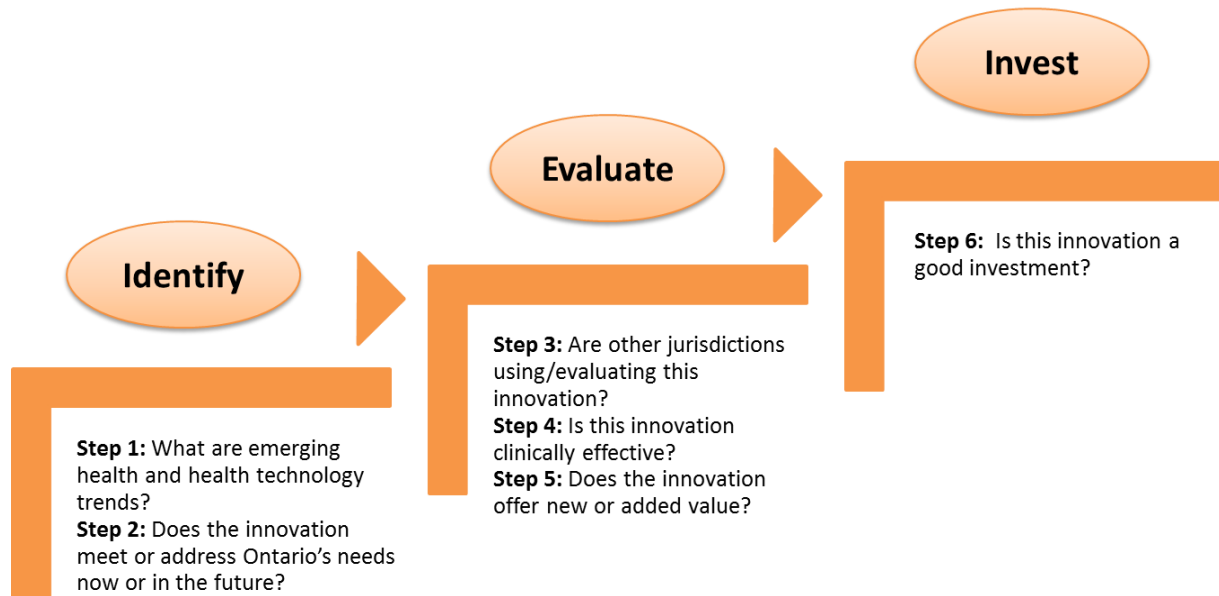 Identify
Step 1: What are emerging
health and health technology
trends?
Step 2: Does the innovation
meet or address Ontario’s needs
now or in the future?
Evaluate
Step 3: Are other jurisdictions
using/evaluating this
innovation?
Step 4: Is this innovation
clinically effective?
Step 5: Does the innovation
offer new or added value?
Invest
Step 6:  Is this innovation a
good investment?